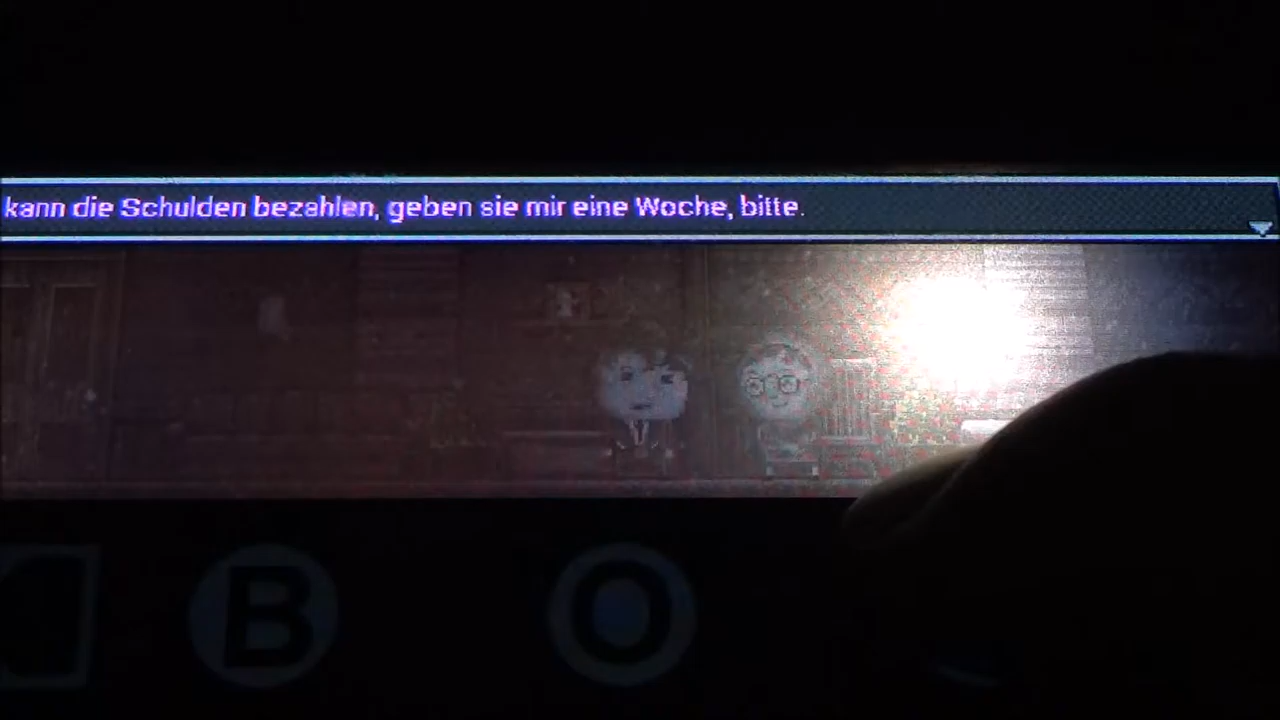 kann die Schulden bezahlen, geben sie mir eine Woche, bitte.
B
O